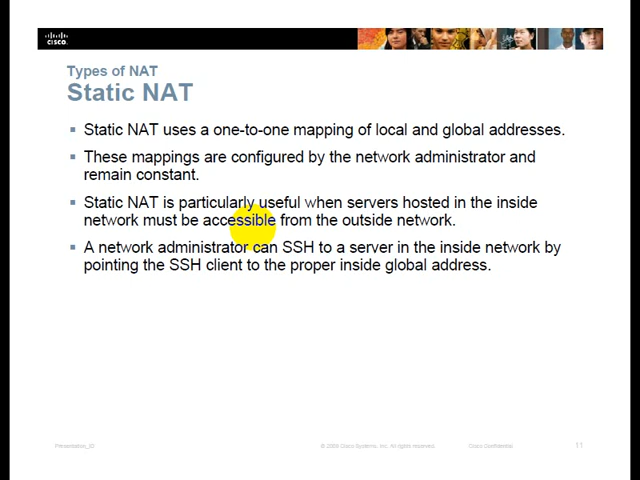 CISCO.
Types of NAT
Static NAT
▪ Static NAT uses a one-to-one mapping of local and global addresses.
▪ These mappings are configured by the network administrator and
remain constant.
▪ Static NAT is particularly useful when servers hosted in the inside
network must be accessible from the outside network.
▪ A network administrator can SSH to a server in the inside network by
pointing the SSH client to the proper inside global address.
Presentation_ID © 2008 Cisco Systems, Inc. All rights reserved. Cisco Confidential 11